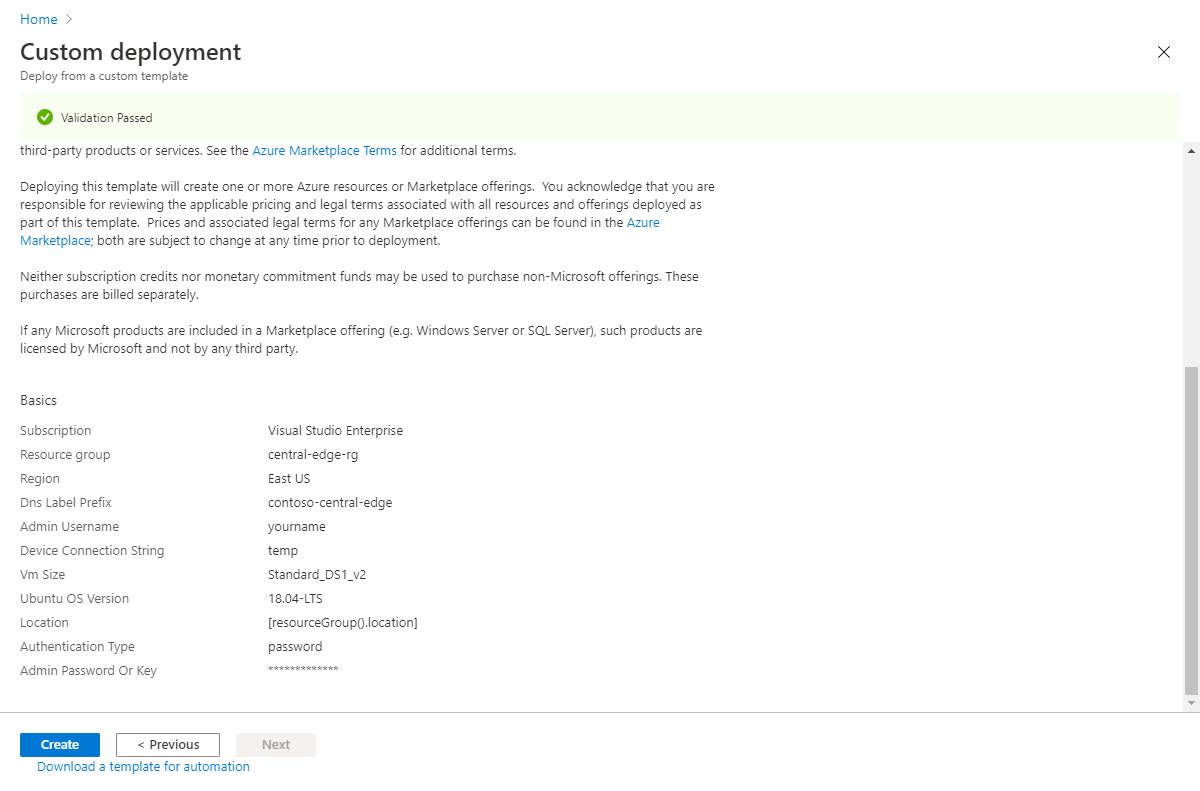 Home
Custom deployment
Deploy from a custom template
Validation Passed
third-party products or services. See the Azure Marketplace Terms for additional terms.
Deploying this template will create one or more Azure resources or Marketplace offerings.  You acknowledge that you are
responsible for reviewing the applicable pricing and legal terms associated with all resources and offerings deployed as
part of this template.  Prices and associated legal terms for any Marketplace offerings can be found in the Azure
Marketplace; both are subject to change at any time prior to deployment.
Neither subscription credits nor monetary commitment funds may be used to purchase non-Microsoft offerings. These
purchases are billed separately.
If any Microsoft products are included in a Marketplace offering (e.g. Windows Server or SQL Server), such products are
licensed by Microsoft and not by any third party.
Basics
Subscription Visual Studio Enterprise
Resource group central-edge-rg
Region East US
Dns Label Prefix contoso-central-edge
Admin Username yourname
Device Connection String temp
Vm Size Standard_DS1_v2
Ubuntu OS Version 18.04-LTS
Location [resourceGroup().location]
Authentication Type password
Admin Password Or Key *************
Create < Previous Next
Download a template for automation